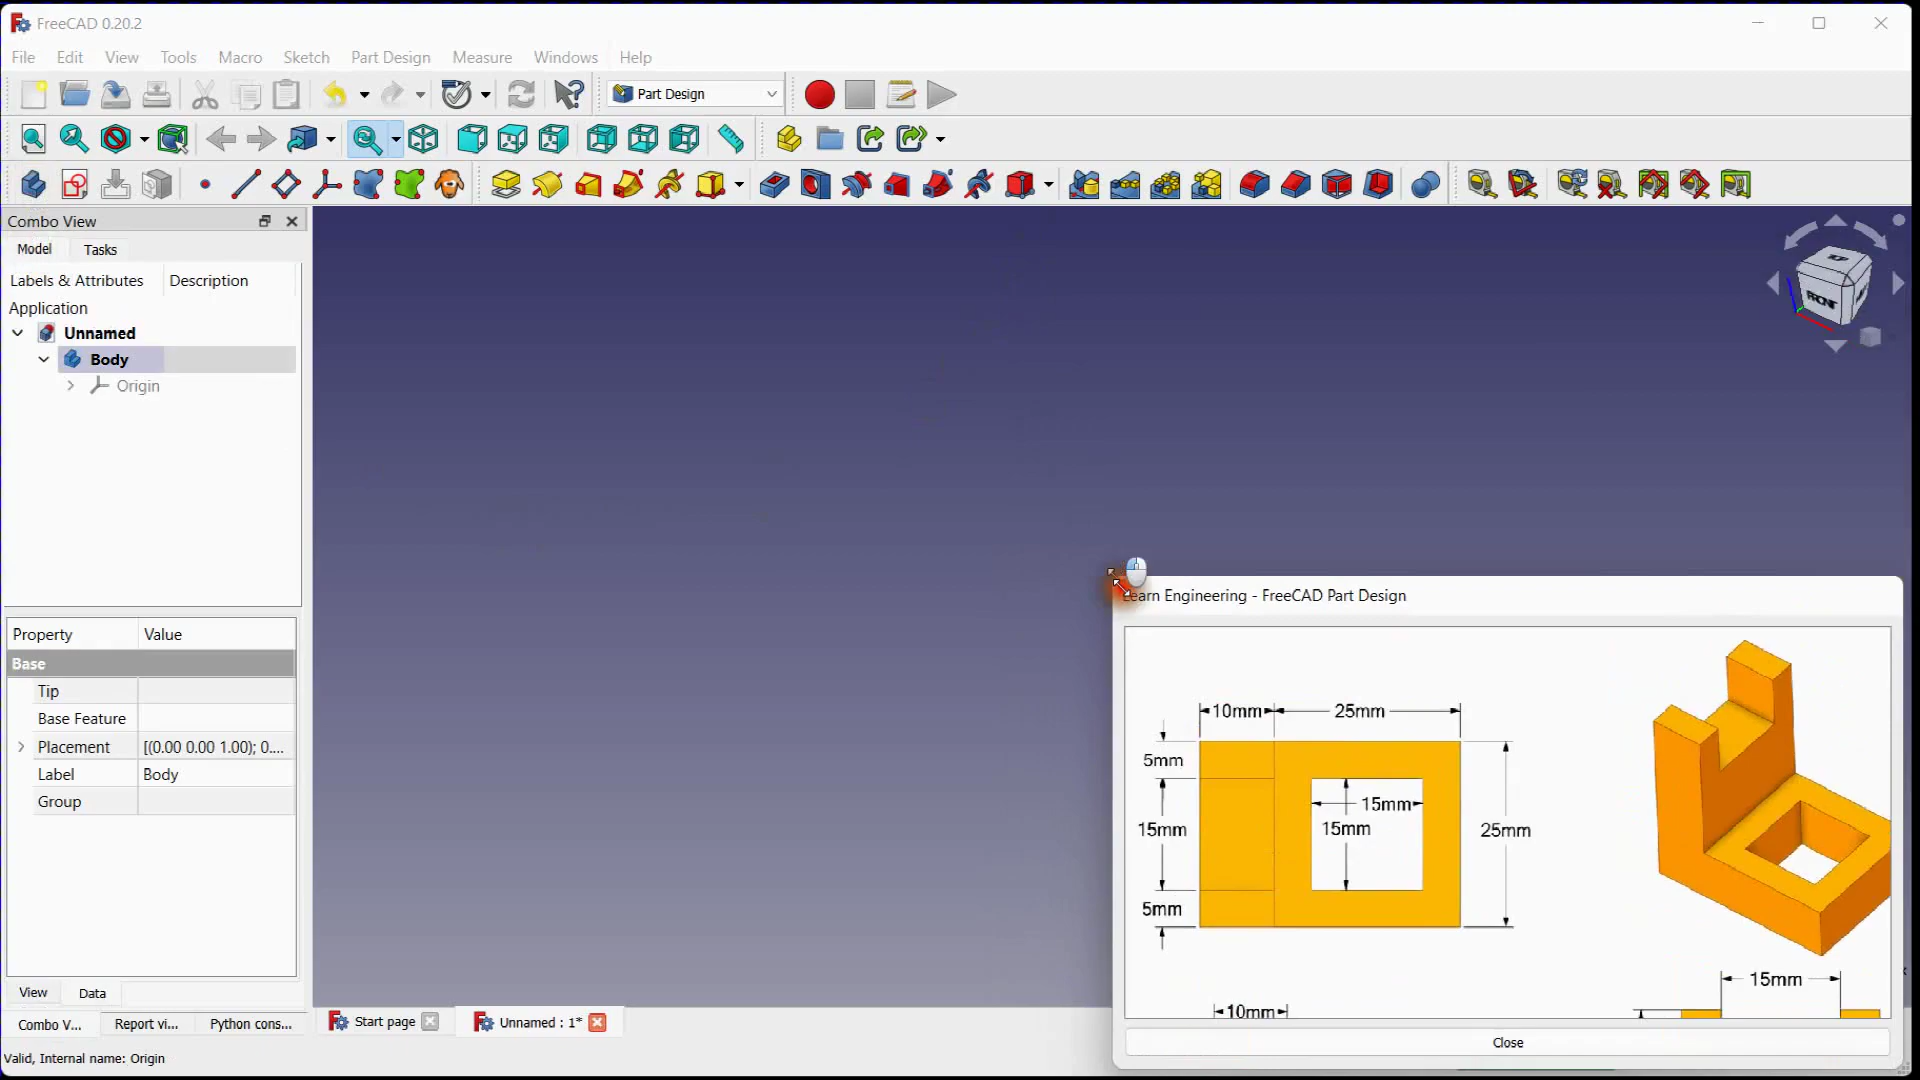 FreeCAD 0.20.2
File Edit View Tools Macro Sketch Part Design Measure Windows Help
Part Design
Combo View
Model Tasks
Labels & Attributes Description
Application
Unnamed
Body
Origin
FRONT
Property Value
Base
Tip
Base Feature
Placement [(0.00 0.00 1.00); 0....
Label Body
Group
View Data
Combo V... Report vi... Python cons...
Start page Unnamed : 1*
Valid, Internal name: Origin
Learn Engineering - FreeCAD Part Design
10mm 25mm
5mm
15mm
15mm
15mm
25mm
5mm
15mm
10mm
Close